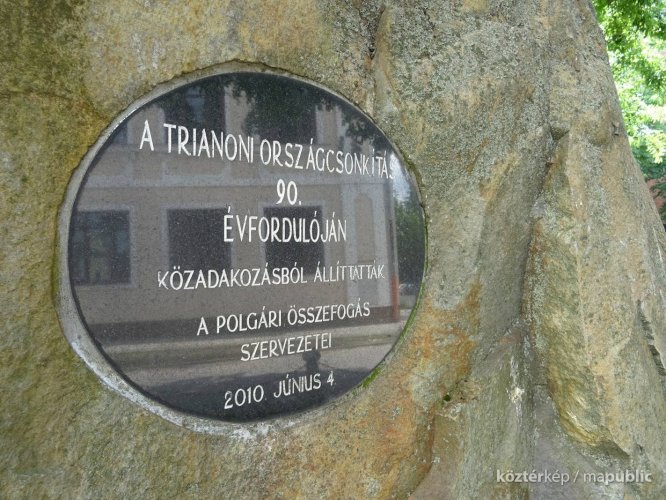 A TRIANONI ORSZÁGCSONKÍTÁS
90.
ÉVFORDULÓJÁN
KÖZADAKOZÁSBÓL ÁLLÍTTATTÁK
A POLGÁRI ÖSSZEFOGÁS
SZERVEZETEI
2010. JÚNIUS 4.
köztérkép / mapublic